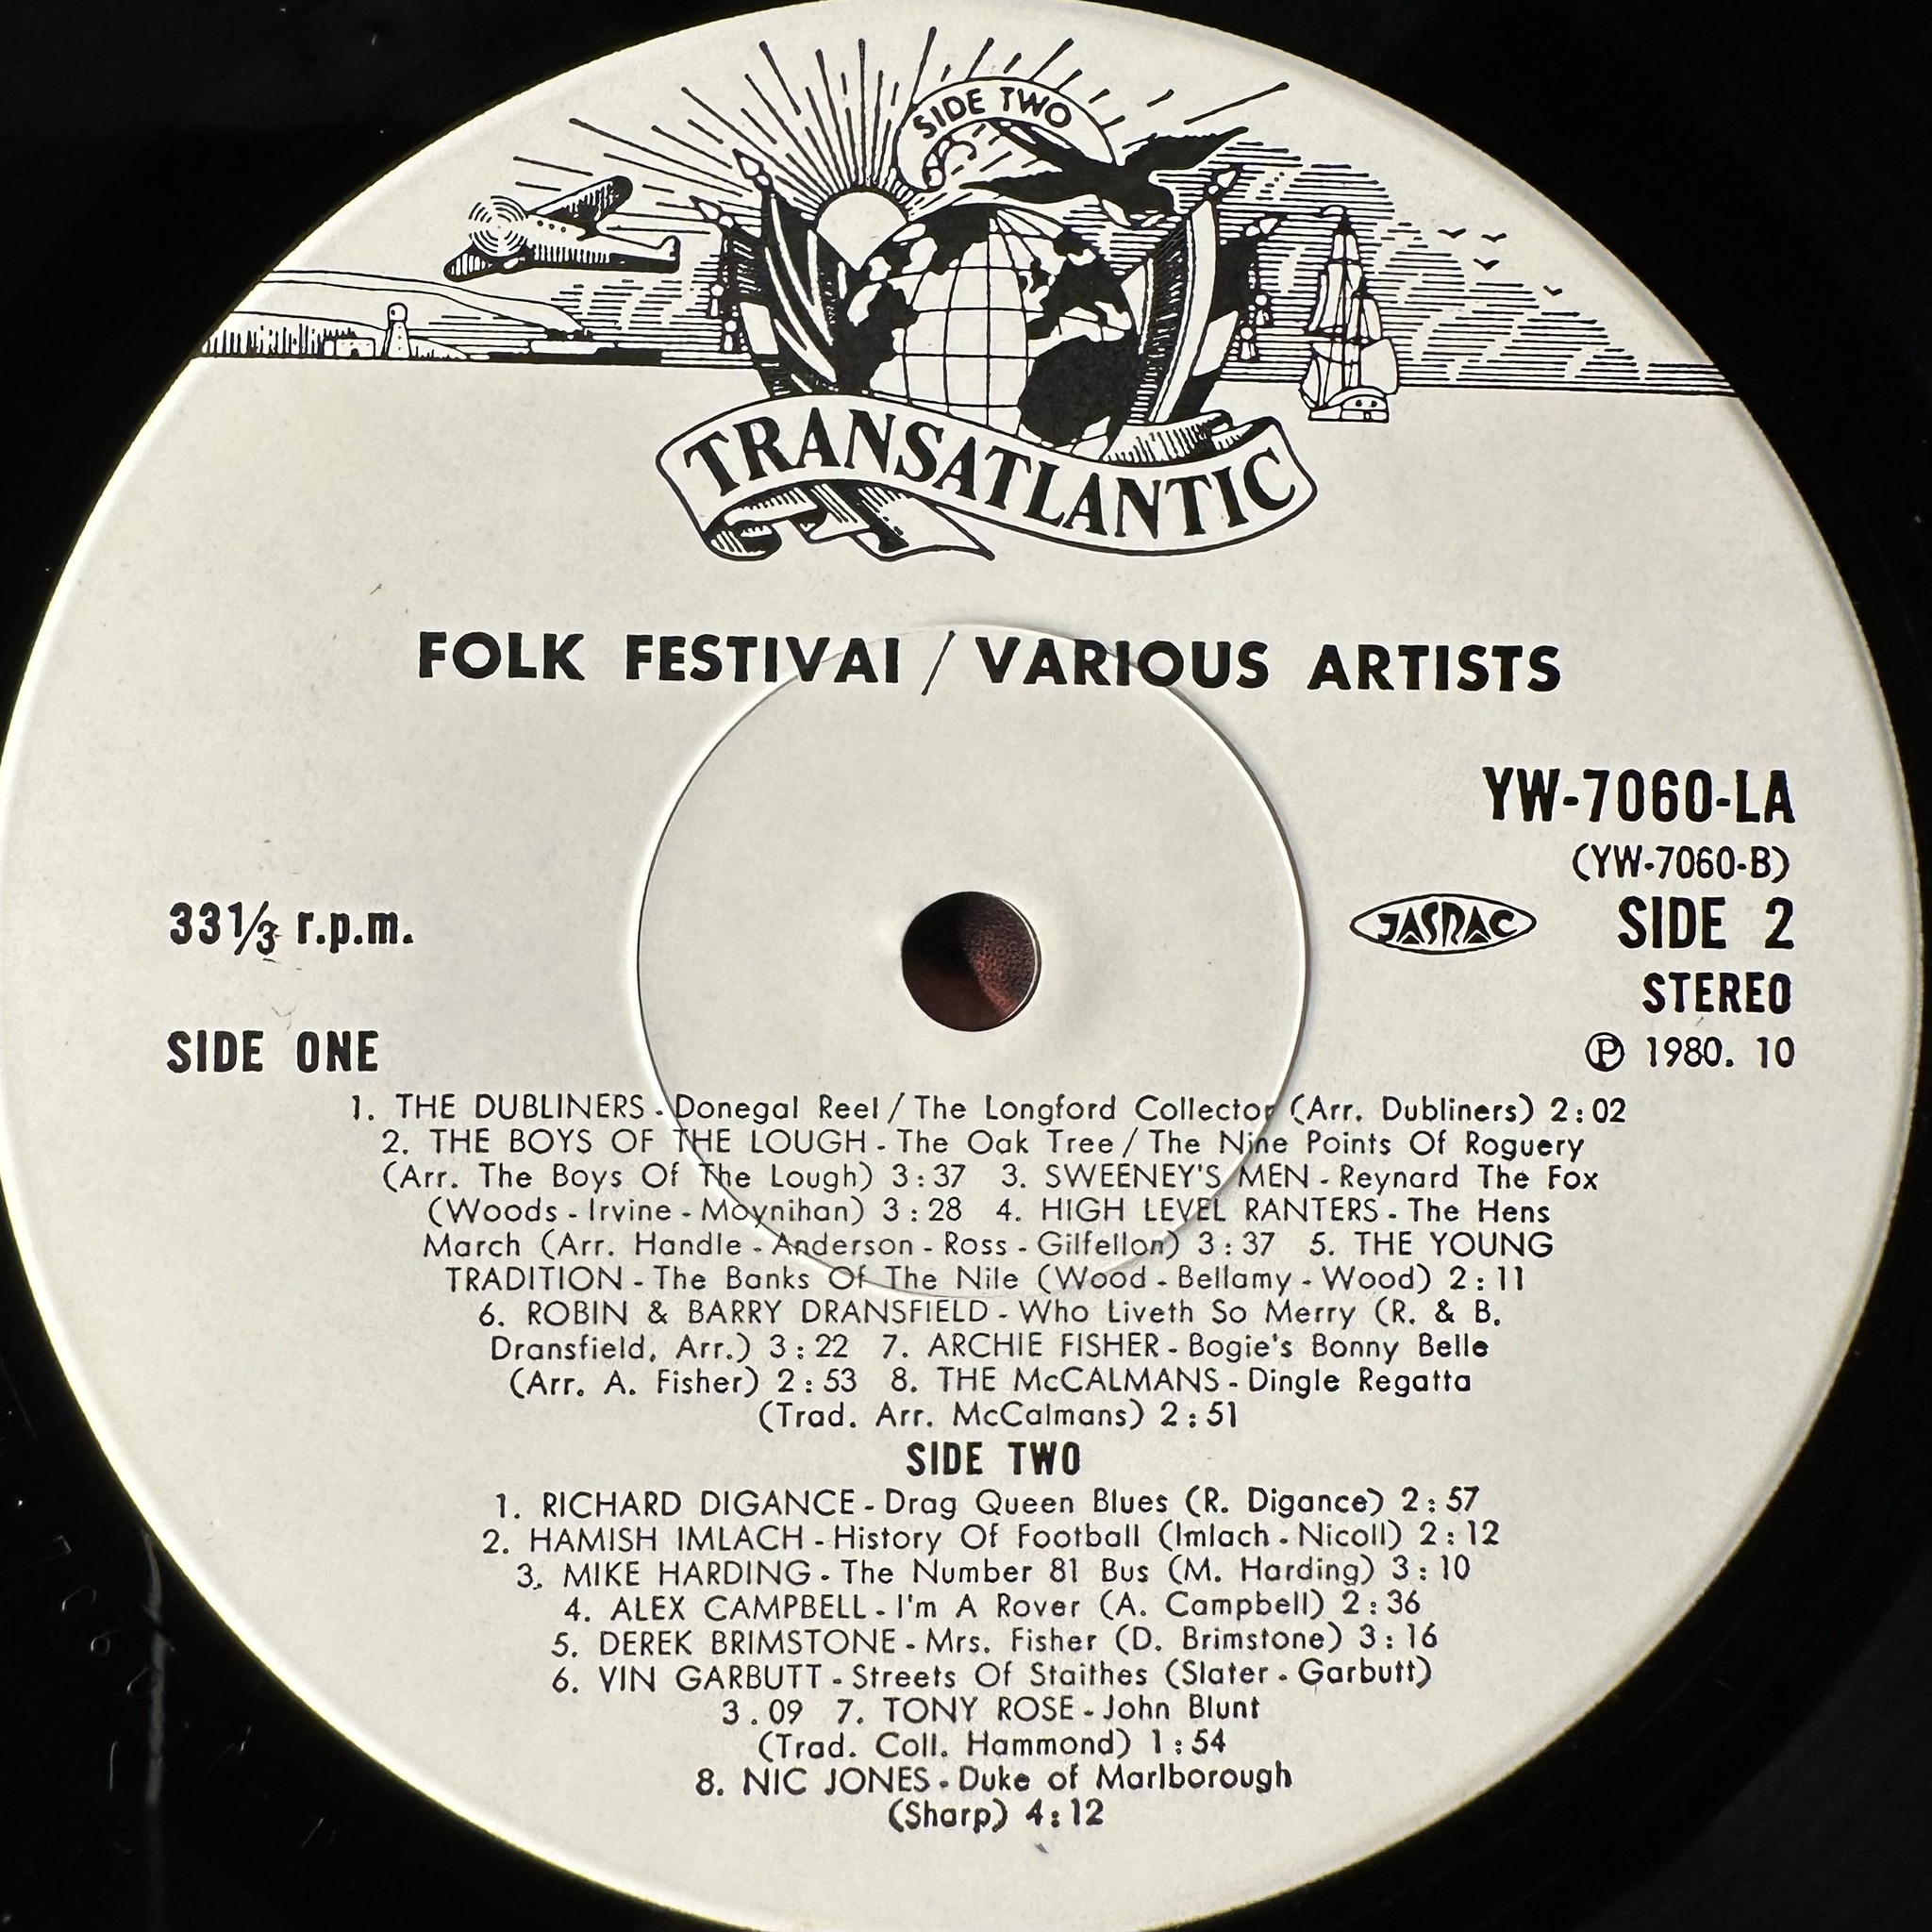 SIDE TWO
TRANSATLANTIC
FOLK FESTIVAI / VARIOUS ARTISTS
YW-7060-LA
(YW-7060-B)
33 1/3 r.p.m.
JASRAC
SIDE 2
STEREO
Ⓟ 1980. 10
SIDE ONE
1. THE DUBLINERS - Donegal Reel / The Longford Collector (Arr. Dubliners) 2:02
2. THE BOYS OF THE LOUGH - The Oak Tree / The Nine Points Of Roguery
(Arr. The Boys Of The Lough) 3:37 3. SWEENEY'S MEN - Reynard The Fox
(Woods - Irvine - Moynihan) 3:28 4. HIGH LEVEL RANTERS - The Hens
March (Arr. Handle - Anderson - Ross - Gilfellon) 3:37 5. THE YOUNG
TRADITION - The Banks Of The Nile (Wood - Bellamy - Wood) 2:11
6. ROBIN & BARRY DRANSFIELD - Who Liveth So Merry (R. & B.
Dransfield, Arr.) 3:22 7. ARCHIE FISHER - Bogie's Bonny Belle
(Arr. A. Fisher) 2:53 8. THE McCALMANS - Dingle Regatta
(Trad. Arr. McCalmans) 2:51
SIDE TWO
1. RICHARD DIGANCE - Drag Queen Blues (R. Digance) 2:57
2. HAMISH IMLACH - History Of Football (Imlach - Nicoll) 2:12
3. MIKE HARDING - The Number 81 Bus (M. Harding) 3:10
4. ALEX CAMPBELL - I'm A Rover (A. Campbell) 2:36
5. DEREK BRIMSTONE - Mrs. Fisher (D. Brimstone) 3:16
6. VIN GARBUTT - Streets Of Staithes (Slater - Garbutt)
3.09 7. TONY ROSE - John Blunt
(Trad. Coll. Hammond) 1:54
8. NIC JONES - Duke of Marlborough
(Sharp) 4:12